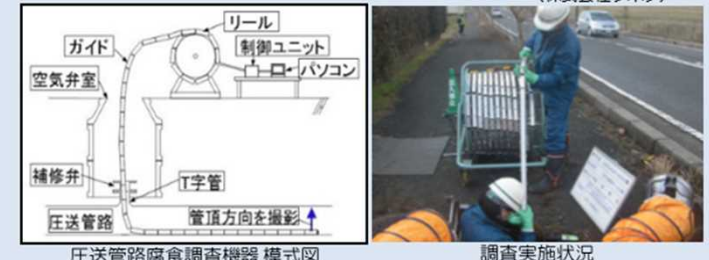 リール
ガイド
制御ユニット
パソコン
空気弁室
補修弁
T字管
圧送管路
管頂方向を撮影
圧送管路腐食調査機器 模式図
調査実施状況